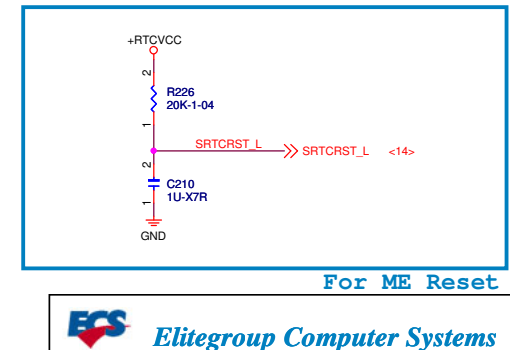 +RTCVCC
2
R226
20K-1-04
1
SRTCRST_L
SRTCRST_L <14>
2
C210
1U-X7R
1
GND
For ME Reset
ECS
Elitegroup Computer Systems